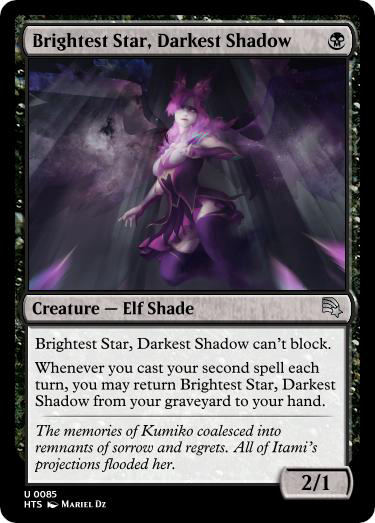 Brightest Star, Darkest Shadow
Creature — Elf Shade
Brightest Star, Darkest Shadow can't block.
Whenever you cast your second spell each
turn, you may return Brightest Star, Darkest
Shadow from your graveyard to your hand.
The memories of Kumiko coalesced into
remnants of sorrow and regrets. All of Itami's
projections flooded her.
2/1
U 0085
HTS Mariel Dz